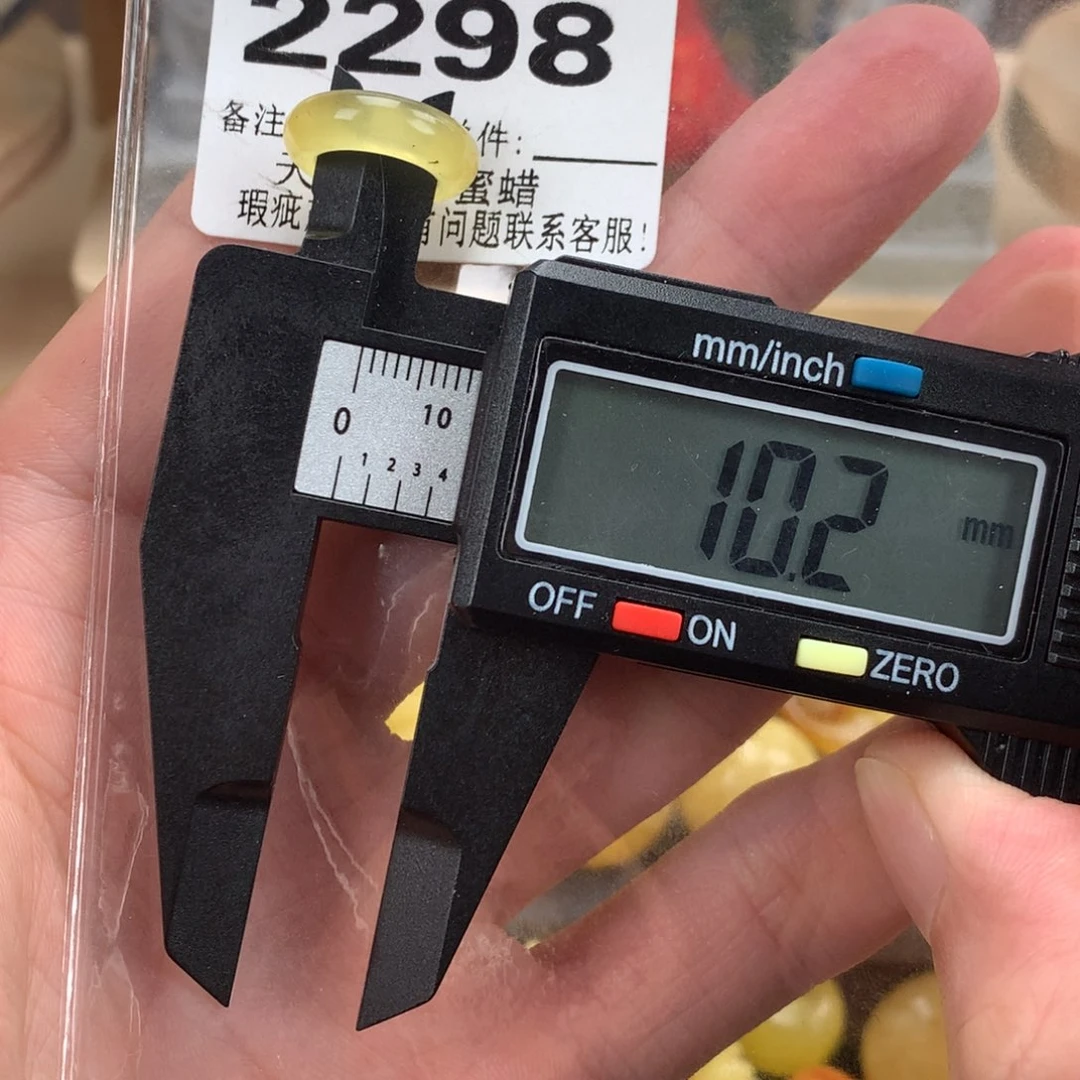 2298
备注 件:
天 蜜蜡
瑕疵 有问题联系客服!
mm/inch
0 10
1 2 3 4
10.2 mm
OFF ON ZERO